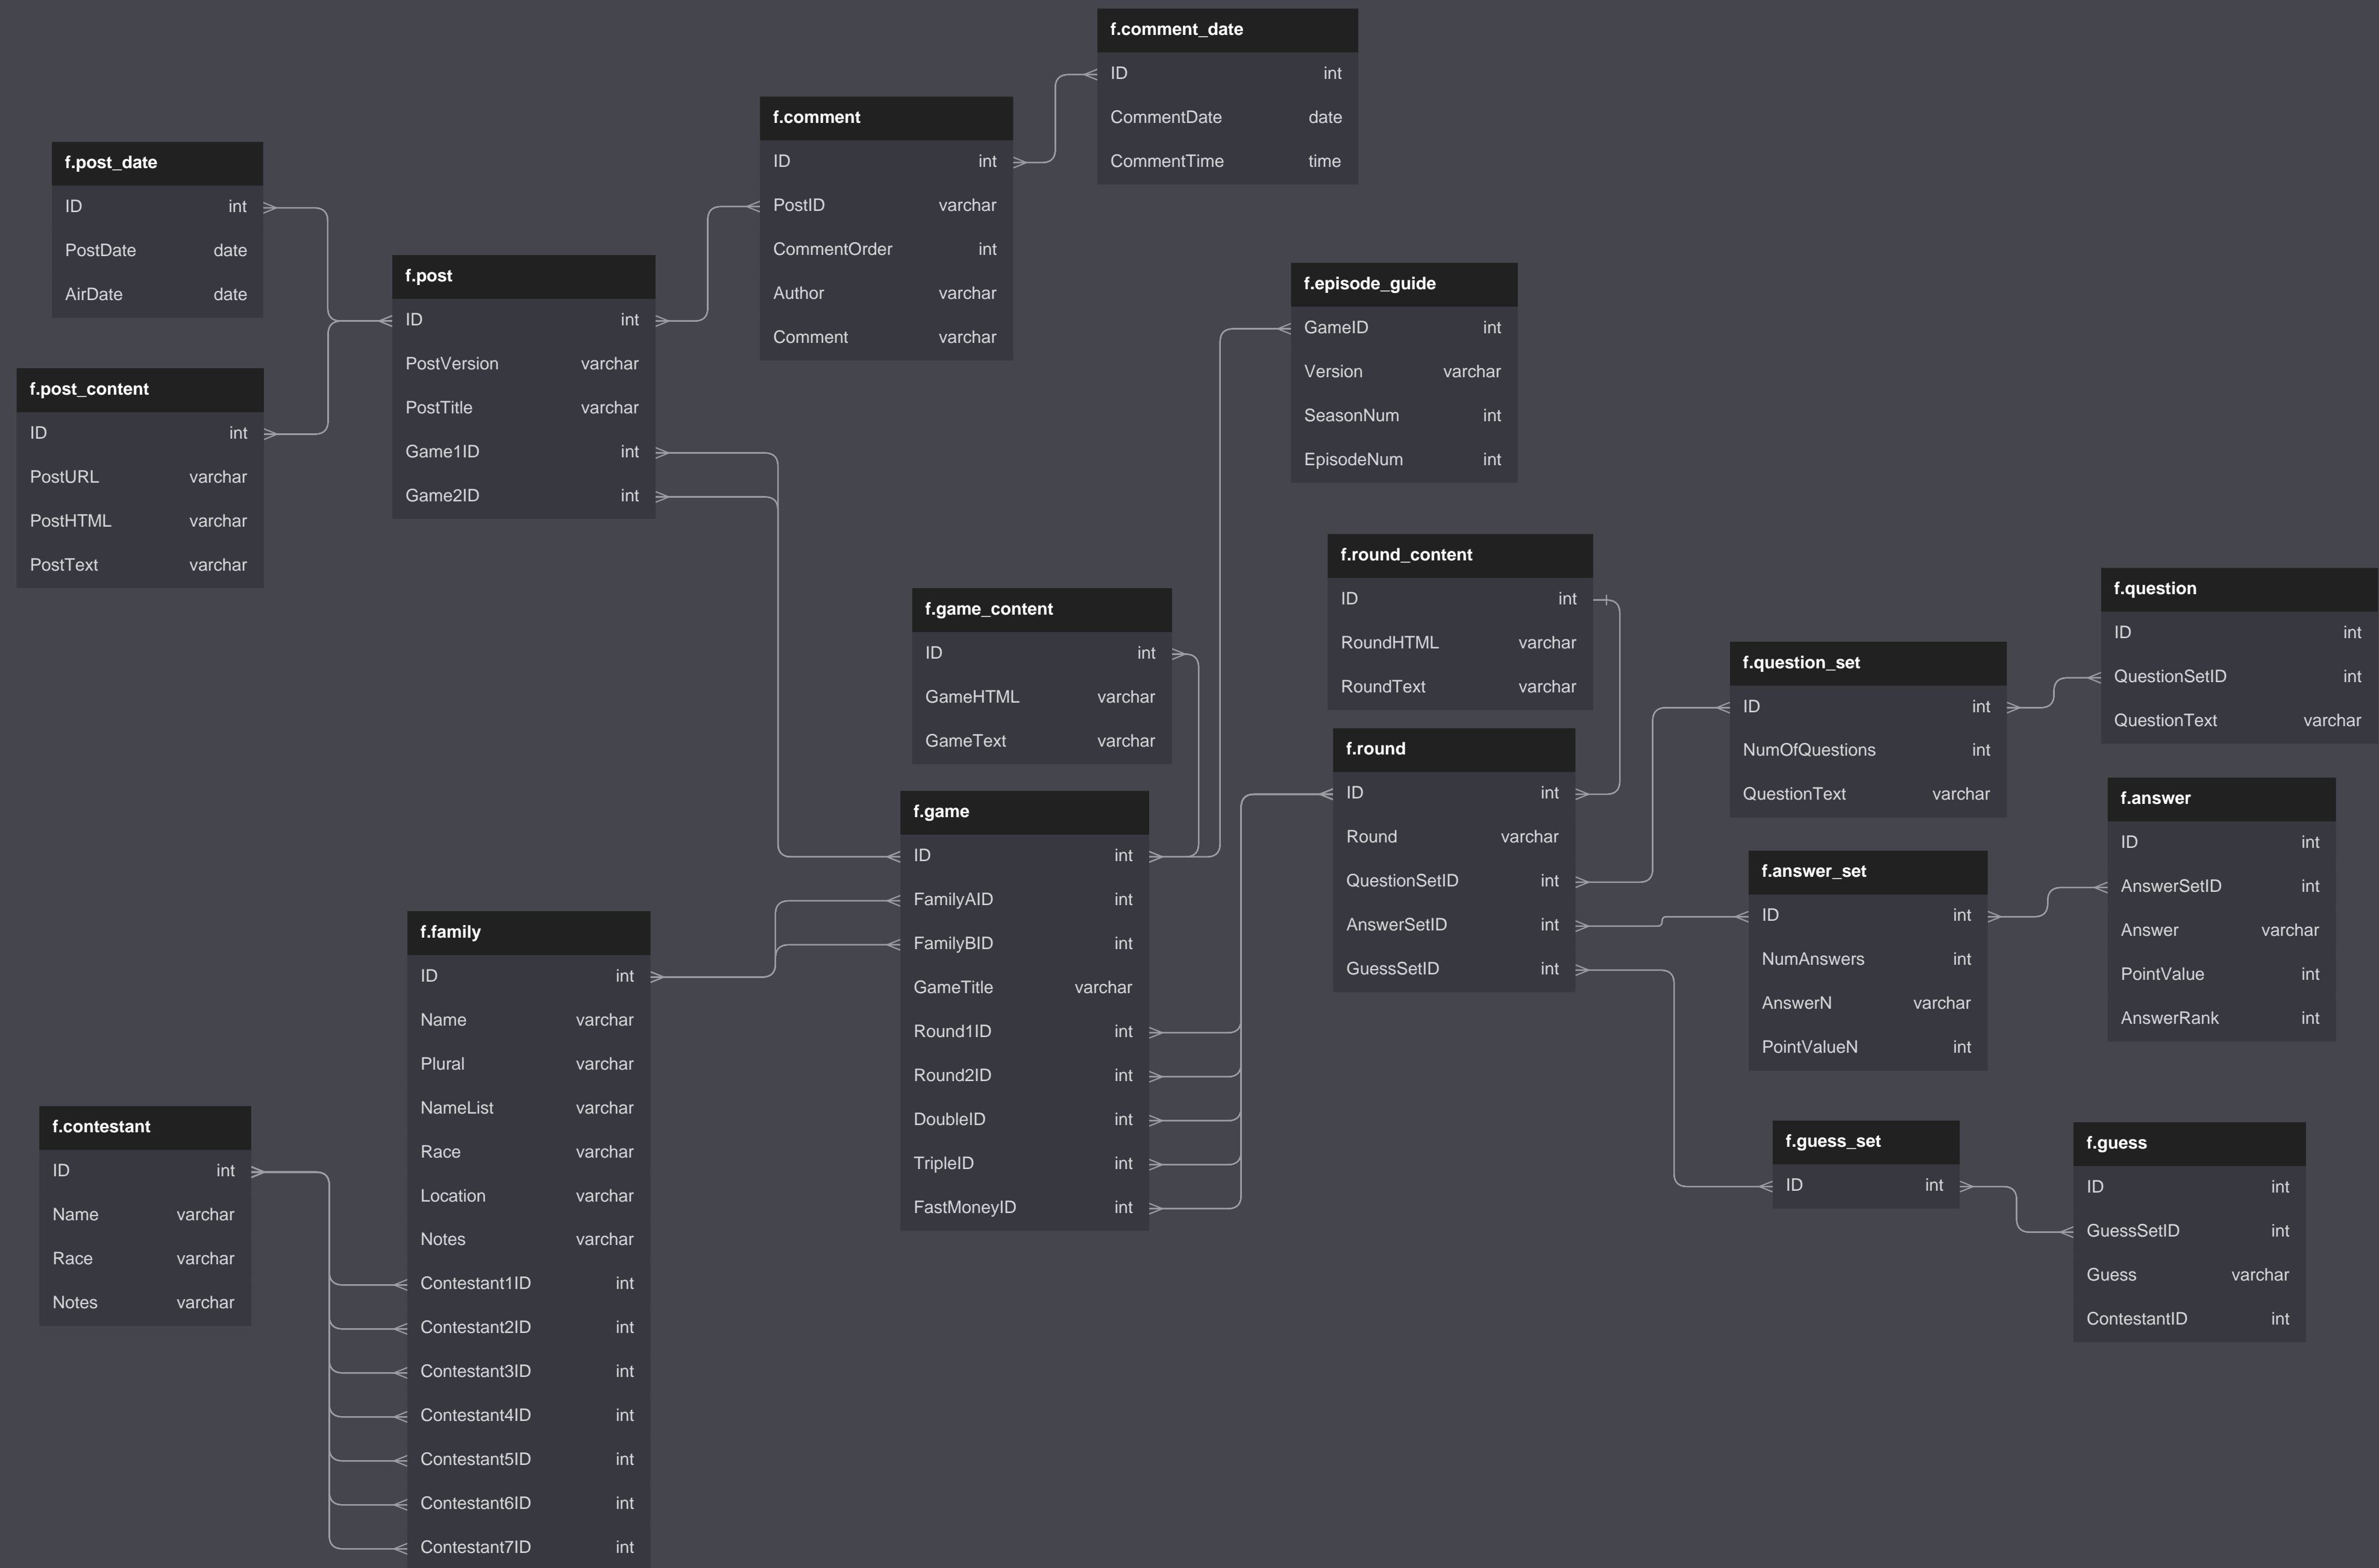 f.comment_date
ID int
CommentDate date
CommentTime time
f.comment
ID int
PostID varchar
CommentOrder int
Author varchar
Comment varchar
f.post_date
ID int
PostDate date
AirDate date
f.post
ID int
PostVersion varchar
PostTitle varchar
Game1ID int
Game2ID int
f.post_content
ID int
PostURL varchar
PostHTML varchar
PostText varchar
f.episode_guide
GameID int
Version varchar
SeasonNum int
EpisodeNum int
f.round_content
ID int
RoundHTML varchar
RoundText varchar
f.game_content
ID int
GameHTML varchar
GameText varchar
f.question
ID int
QuestionSetID int
QuestionText varchar
f.question_set
ID int
NumOfQuestions int
QuestionText varchar
f.round
ID int
Round varchar
QuestionSetID int
AnswerSetID int
GuessSetID int
f.answer
ID int
AnswerSetID int
Answer varchar
PointValue int
AnswerRank int
f.answer_set
ID int
NumAnswers int
AnswerN varchar
PointValueN int
f.game
ID int
FamilyAID int
FamilyBID int
GameTitle varchar
Round1ID int
Round2ID int
DoubleID int
TripleID int
FastMoneyID int
f.family
ID int
Name varchar
Plural varchar
NameList varchar
Race varchar
Location varchar
Notes varchar
Contestant1ID int
Contestant2ID int
Contestant3ID int
Contestant4ID int
Contestant5ID int
Contestant6ID int
Contestant7ID int
f.contestant
ID int
Name varchar
Race varchar
Notes varchar
f.guess_set
ID int
f.guess
ID int
GuessSetID int
Guess varchar
ContestantID int